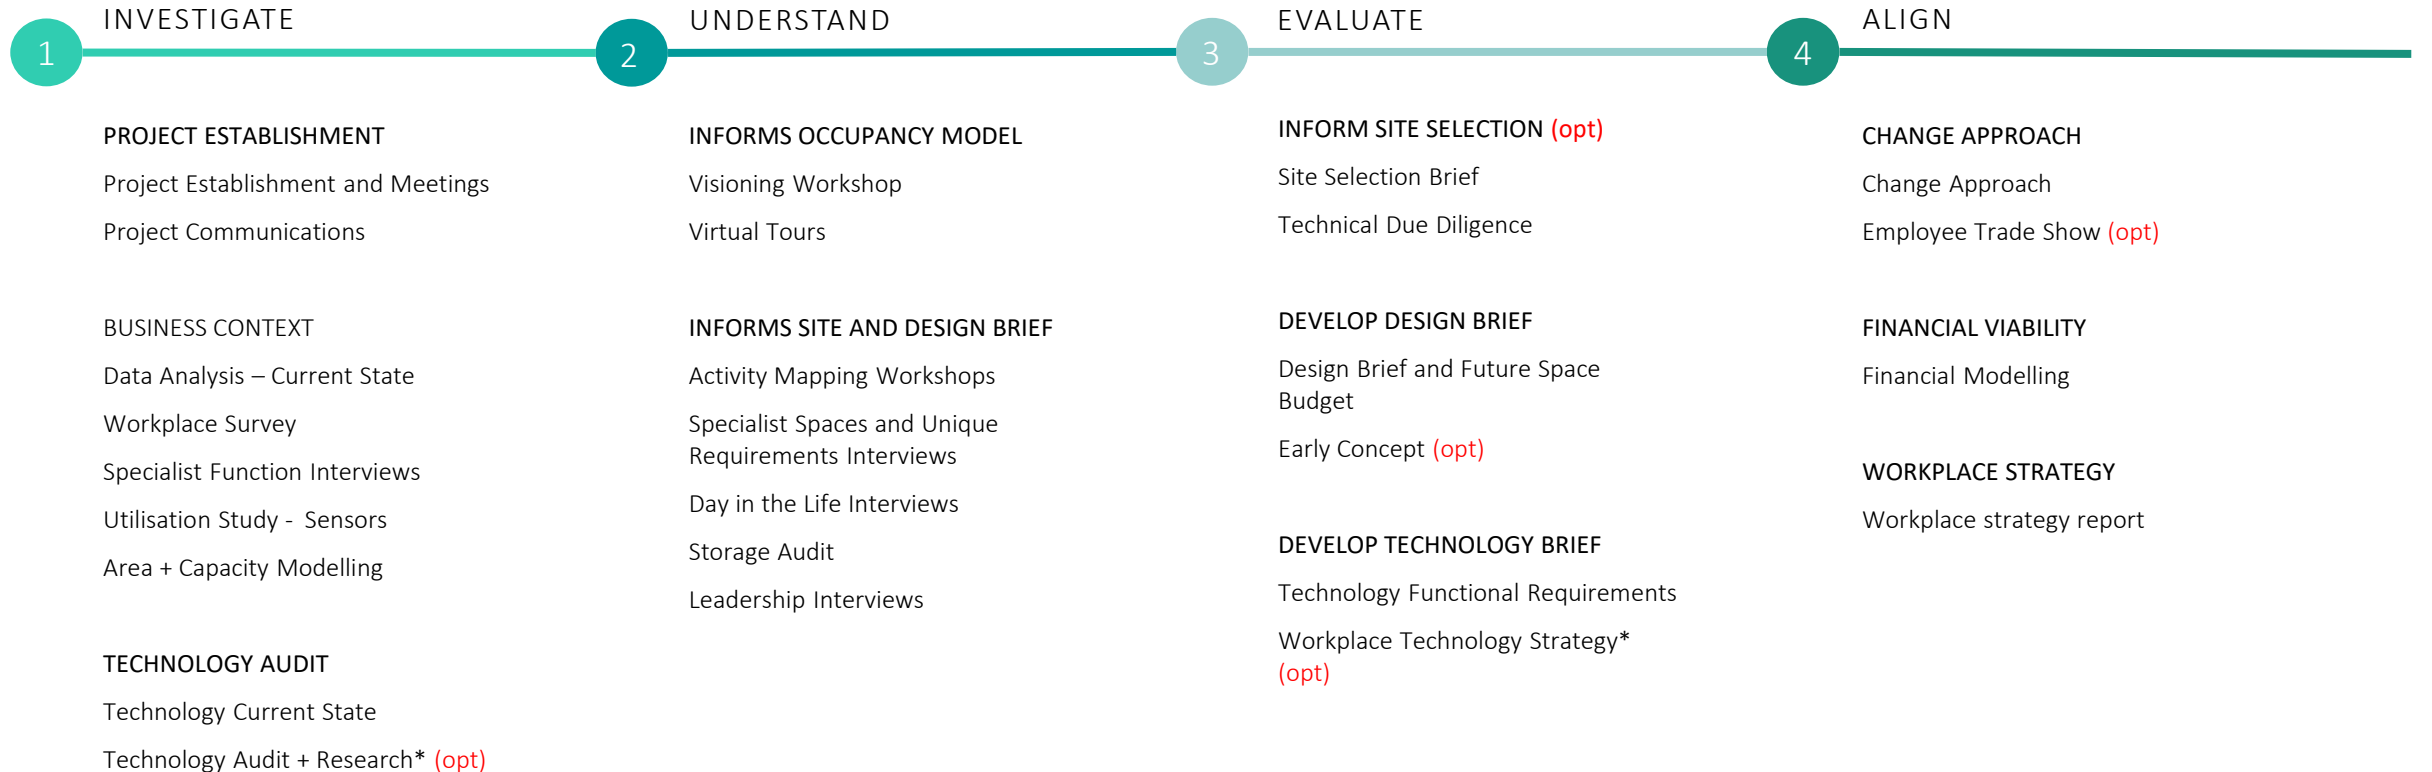 1
INVESTIGATE
PROJECT ESTABLISHMENT
Project Establishment and Meetings
Project Communications
BUSINESS CONTEXT
Data Analysis – Current State
Workplace Survey
Specialist Function Interviews
Utilisation Study - Sensors
Area + Capacity Modelling
TECHNOLOGY AUDIT
Technology Current State
Technology Audit + Research* (opt)
2
UNDERSTAND
INFORMS OCCUPANCY MODEL
Visioning Workshop
Virtual Tours
INFORMS SITE AND DESIGN BRIEF
Activity Mapping Workshops
Specialist Spaces and Unique
Requirements Interviews
Day in the Life Interviews
Storage Audit
Leadership Interviews
3
EVALUATE
INFORM SITE SELECTION (opt)
Site Selection Brief
Technical Due Diligence
DEVELOP DESIGN BRIEF
Design Brief and Future Space
Budget
Early Concept (opt)
DEVELOP TECHNOLOGY BRIEF
Technology Functional Requirements
Workplace Technology Strategy*
(opt)
4
ALIGN
CHANGE APPROACH
Change Approach
Employee Trade Show (opt)
FINANCIAL VIABILITY
Financial Modelling
WORKPLACE STRATEGY
Workplace strategy report